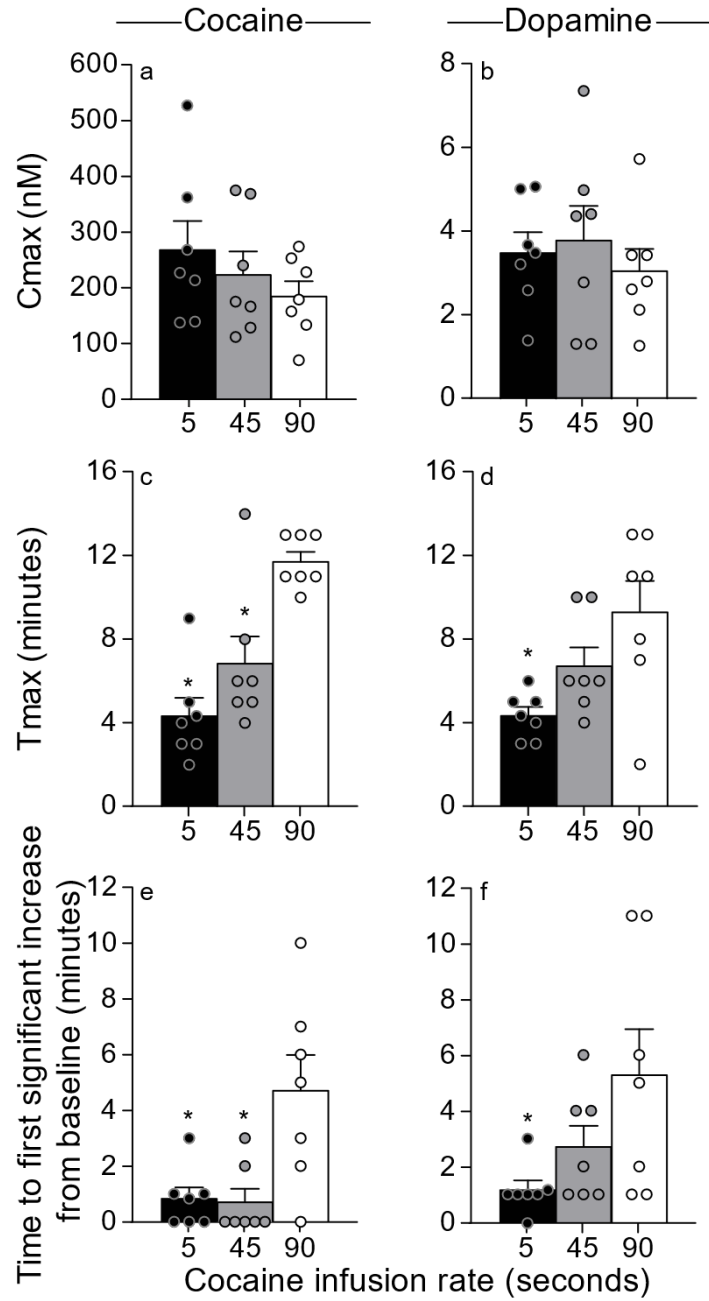 Cocaine
Dopamine
a
b
Cmax (nM)
600
500
400
300
200
100
0
5 45 90
8
6
4
2
0
5 45 90
c
d
Tmax (minutes)
16
12
8
4
0
*
*
5 45 90
16
12
8
4
0
*
5 45 90
e
f
Time to first significant increase
from baseline (minutes)
12
10
8
6
4
2
0
*
*
5 45 90
12
10
8
6
4
2
0
*
5 45 90
Cocaine infusion rate (seconds)